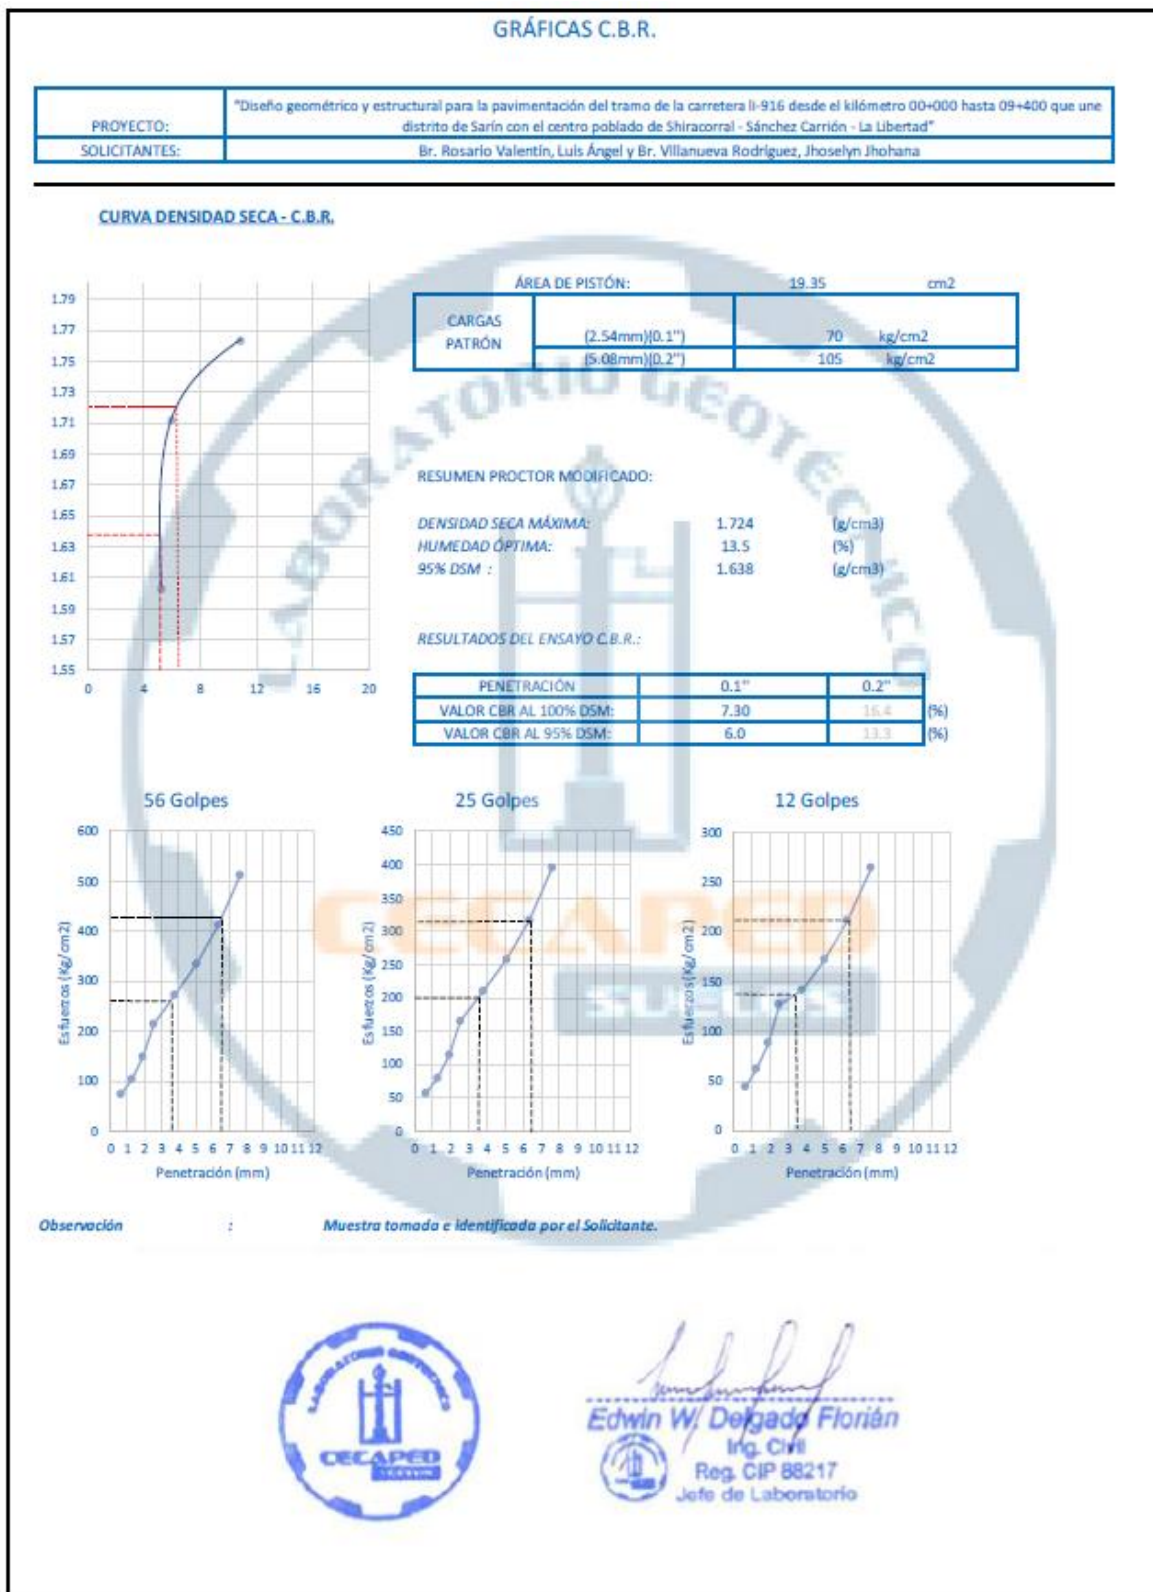 GRÁFICAS C.B.R.
PROYECTO:
"Diseño geométrico y estructural para la pavimentación del tramo de la carretera li-916 desde el kilómetro 00+000 hasta 09+400 que une
distrito de Sarín con el centro poblado de Shiracorral - Sánchez Carrión - La Libertad"
SOLICITANTES:
Br. Rosario Valentín, Luis Ángel y Br. Villanueva Rodríguez, Jhoselyn Jhohana
CURVA DENSIDAD SECA - C.B.R.
1.79
1.77
1.75
1.73
1.71
1.69
1.67
1.65
1.63
1.61
1.59
1.57
1.55
0 4 8 12 16 20
ÁREA DE PISTÓN: 19.35 cm2
CARGAS
PATRÓN
(2.54mm)(0.1") 70 kg/cm2
(5.08mm)(0.2") 105 kg/cm2
RESUMEN PROCTOR MODIFICADO:
DENSIDAD SECA MÁXIMA: 1.724 (g/cm3)
HUMEDAD ÓPTIMA: 13.5 (%)
95% DSM : 1.638 (g/cm3)
RESULTADOS DEL ENSAYO C.B.R.:
PENETRACIÓN 0.1" 0.2"
VALOR CBR AL 100% DSM: 7.30 16.4 (%)
VALOR CBR AL 95% DSM: 6.0 13.3 (%)
LABORATORIO GEOTÉCNICO
CECAPED
SUELOS
56 Golpes
600
500
400
300
200
100
0
Esfuerzos (Kg/cm2)
0 1 2 3 4 5 6 7 8 9 10 11 12
Penetración (mm)
25 Golpes
450
400
350
300
250
200
150
100
50
0
Esfuerzos (Kg/cm2)
0 1 2 3 4 5 6 7 8 9 10 11 12
Penetración (mm)
12 Golpes
300
250
200
150
100
50
0
Esfuerzos (Kg/cm2)
0 1 2 3 4 5 6 7 8 9 10 11 12
Penetración (mm)
Observación : Muestra tomada e identificada por el Solicitante.
LABORATORIO GEOTECNICO
CECAPED
Edwin W. Delgado Florián
Ing. Civil
Reg. CIP 88217
Jefe de Laboratorio